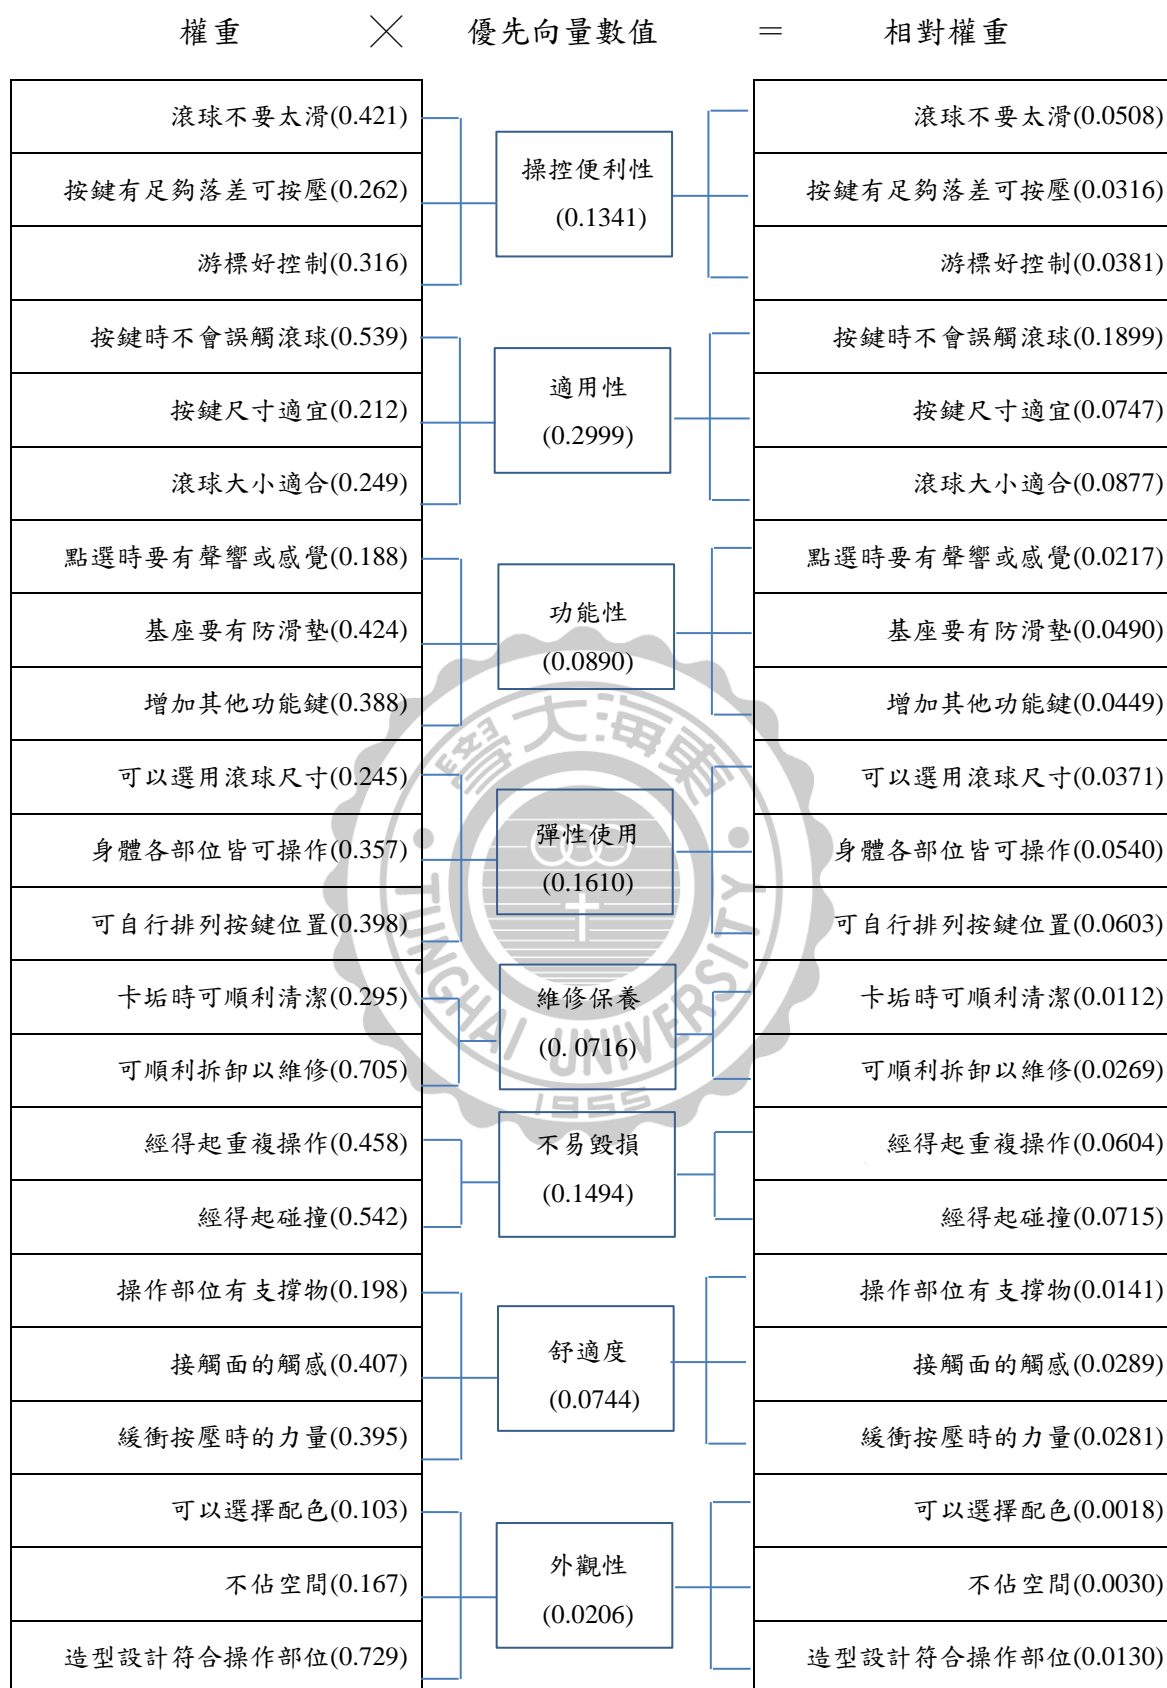 權重 × 優先向量數值 = 相對權重
滾球不要太滑(0.421)
按鍵有足夠落差可按壓(0.262)
游標好控制(0.316)
操控便利性
(0.1341)
滾球不要太滑(0.0508)
按鍵有足夠落差可按壓(0.0316)
游標好控制(0.0381)
按鍵時不會誤觸滾球(0.539)
按鍵尺寸適宜(0.212)
滾球大小適合(0.249)
適用性
(0.2999)
按鍵時不會誤觸滾球(0.1899)
按鍵尺寸適宜(0.0747)
滾球大小適合(0.0877)
點選時要有聲響或感覺(0.188)
基座要有防滑墊(0.424)
增加其他功能鍵(0.388)
功能性
(0.0890)
點選時要有聲響或感覺(0.0217)
基座要有防滑墊(0.0490)
增加其他功能鍵(0.0449)
可以選用滾球尺寸(0.245)
身體各部位皆可操作(0.357)
可自行排列按鍵位置(0.398)
彈性使用
(0.1610)
可以選用滾球尺寸(0.0371)
身體各部位皆可操作(0.0540)
可自行排列按鍵位置(0.0603)
卡垢時可順利清潔(0.295)
可順利拆卸以維修(0.705)
維修保養
(0. 0716)
卡垢時可順利清潔(0.0112)
可順利拆卸以維修(0.0269)
經得起重複操作(0.458)
經得起碰撞(0.542)
不易毀損
(0.1494)
經得起重複操作(0.0604)
經得起碰撞(0.0715)
操作部位有支撐物(0.198)
接觸面的觸感(0.407)
緩衝按壓時的力量(0.395)
舒適度
(0.0744)
操作部位有支撐物(0.0141)
接觸面的觸感(0.0289)
緩衝按壓時的力量(0.0281)
可以選擇配色(0.103)
不佔空間(0.167)
造型設計符合操作部位(0.729)
外觀性
(0.0206)
可以選擇配色(0.0018)
不佔空間(0.0030)
造型設計符合操作部位(0.0130)
學大海東
TUNGHAI UNIVERSITY
1955